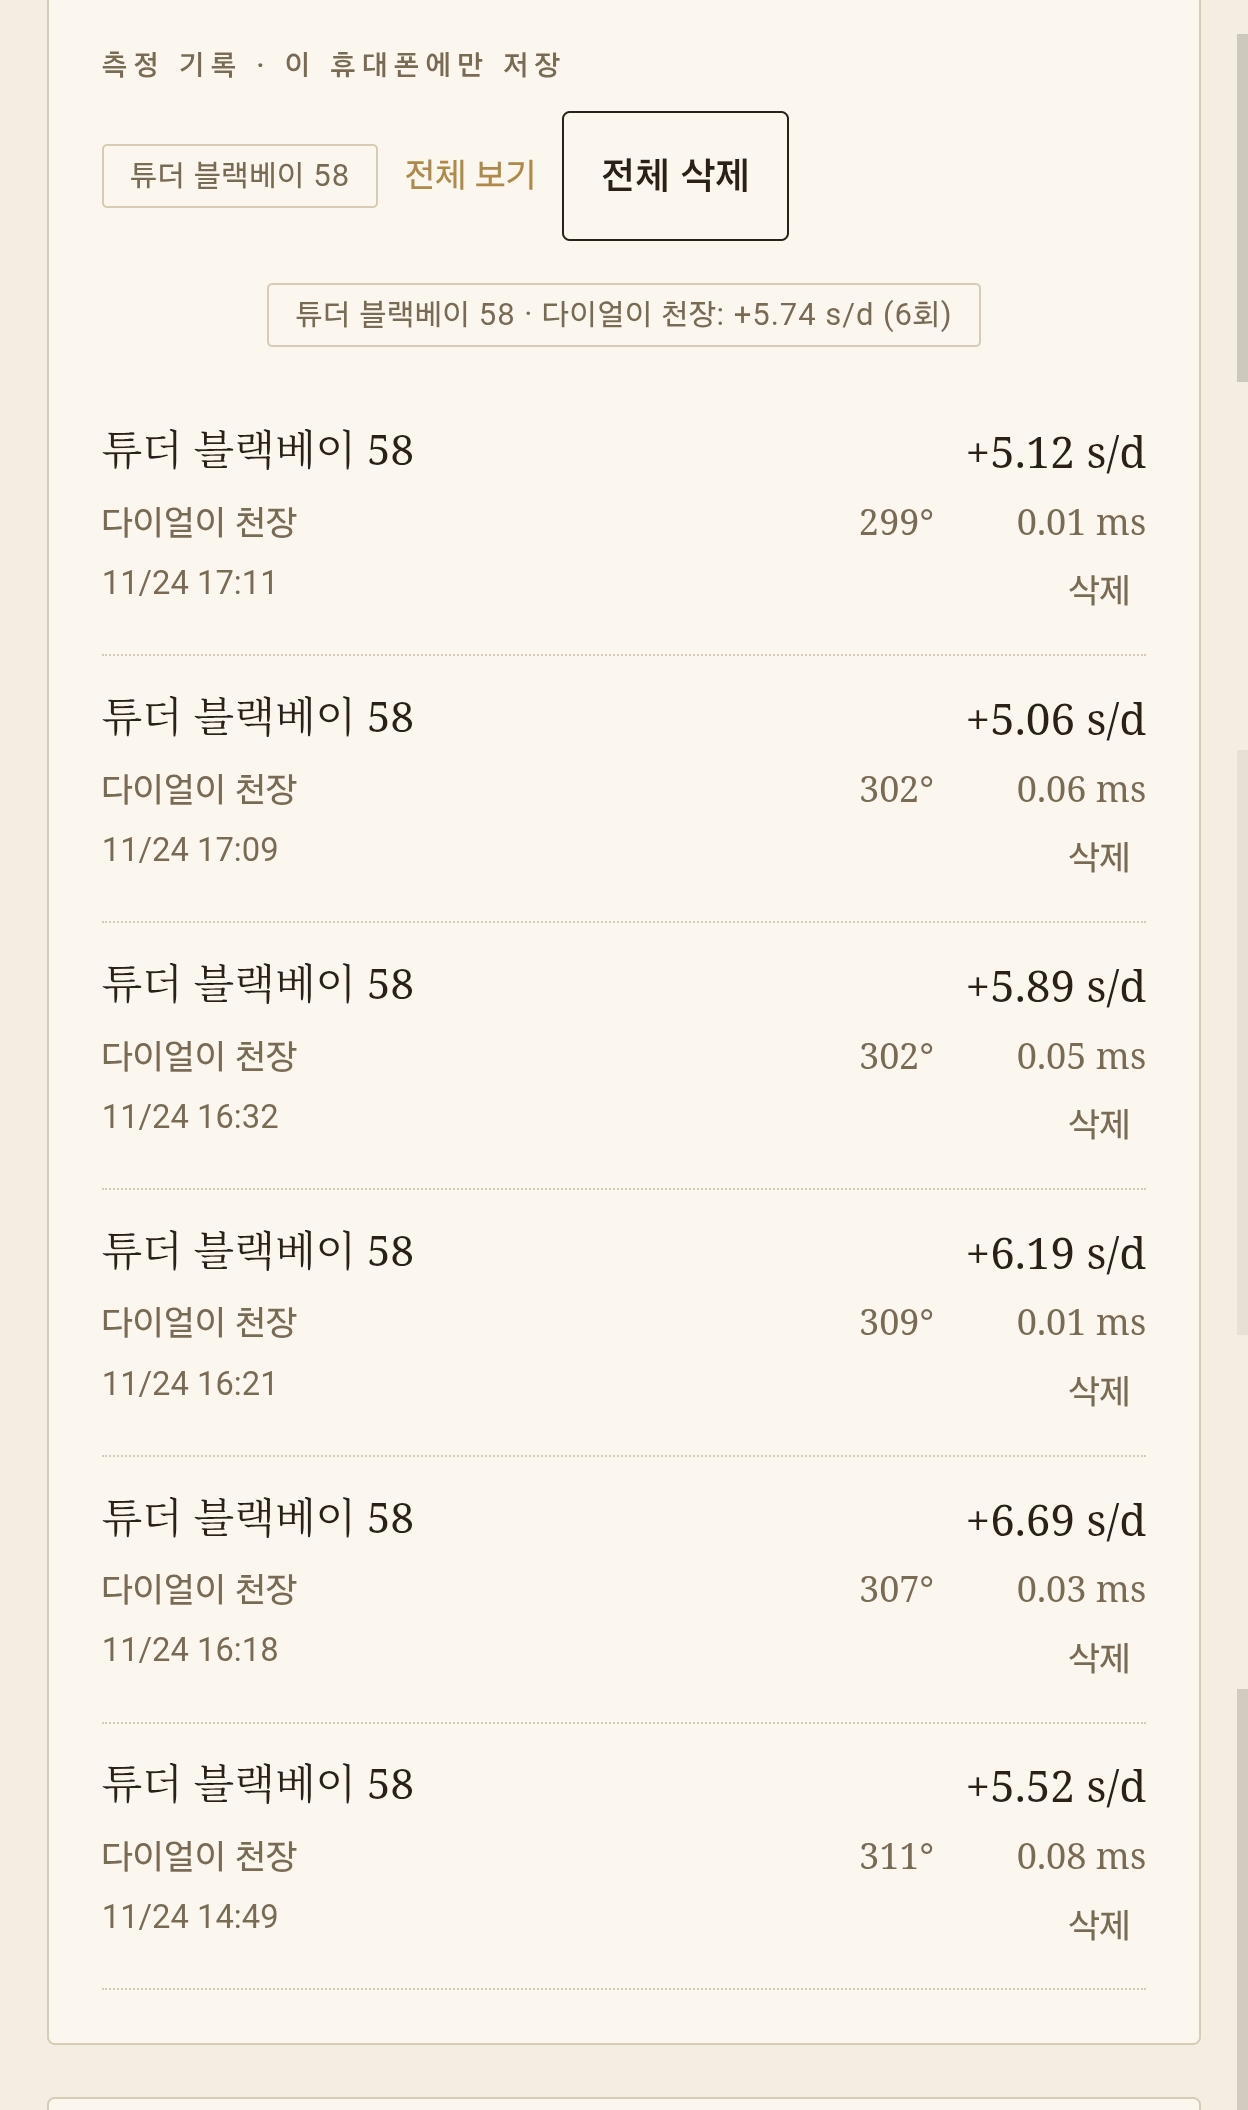 측정 기록 · 이 휴대폰에만 저장
튜더 블랙베이 58 전체 보기 전체 삭제
튜더 블랙베이 58 · 다이얼이 천장: +5.74 s/d (6회)
튜더 블랙베이 58 +5.12 s/d
다이얼이 천장 299° 0.01 ms
11/24 17:11 삭제
튜더 블랙베이 58 +5.06 s/d
다이얼이 천장 302° 0.06 ms
11/24 17:09 삭제
튜더 블랙베이 58 +5.89 s/d
다이얼이 천장 302° 0.05 ms
11/24 16:32 삭제
튜더 블랙베이 58 +6.19 s/d
다이얼이 천장 309° 0.01 ms
11/24 16:21 삭제
튜더 블랙베이 58 +6.69 s/d
다이얼이 천장 307° 0.03 ms
11/24 16:18 삭제
튜더 블랙베이 58 +5.52 s/d
다이얼이 천장 311° 0.08 ms
11/24 14:49 삭제